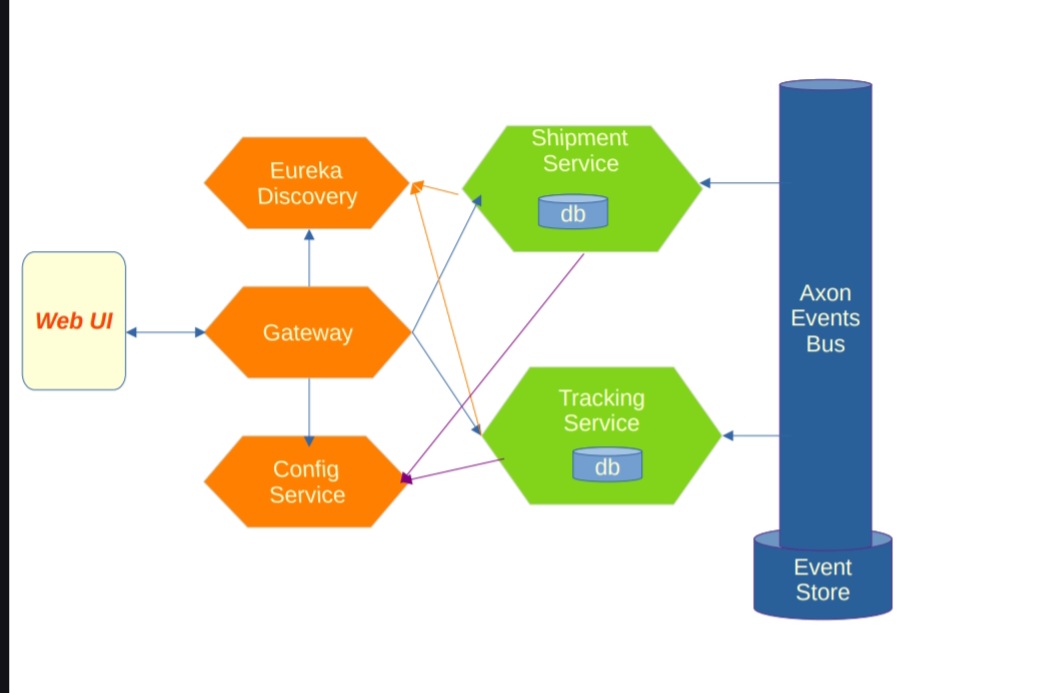 Shipment
Service
db
Eureka
Discovery
Web UI
Gateway
Axon
Events
Bus
Tracking
Service
db
Config
Service
Event
Store